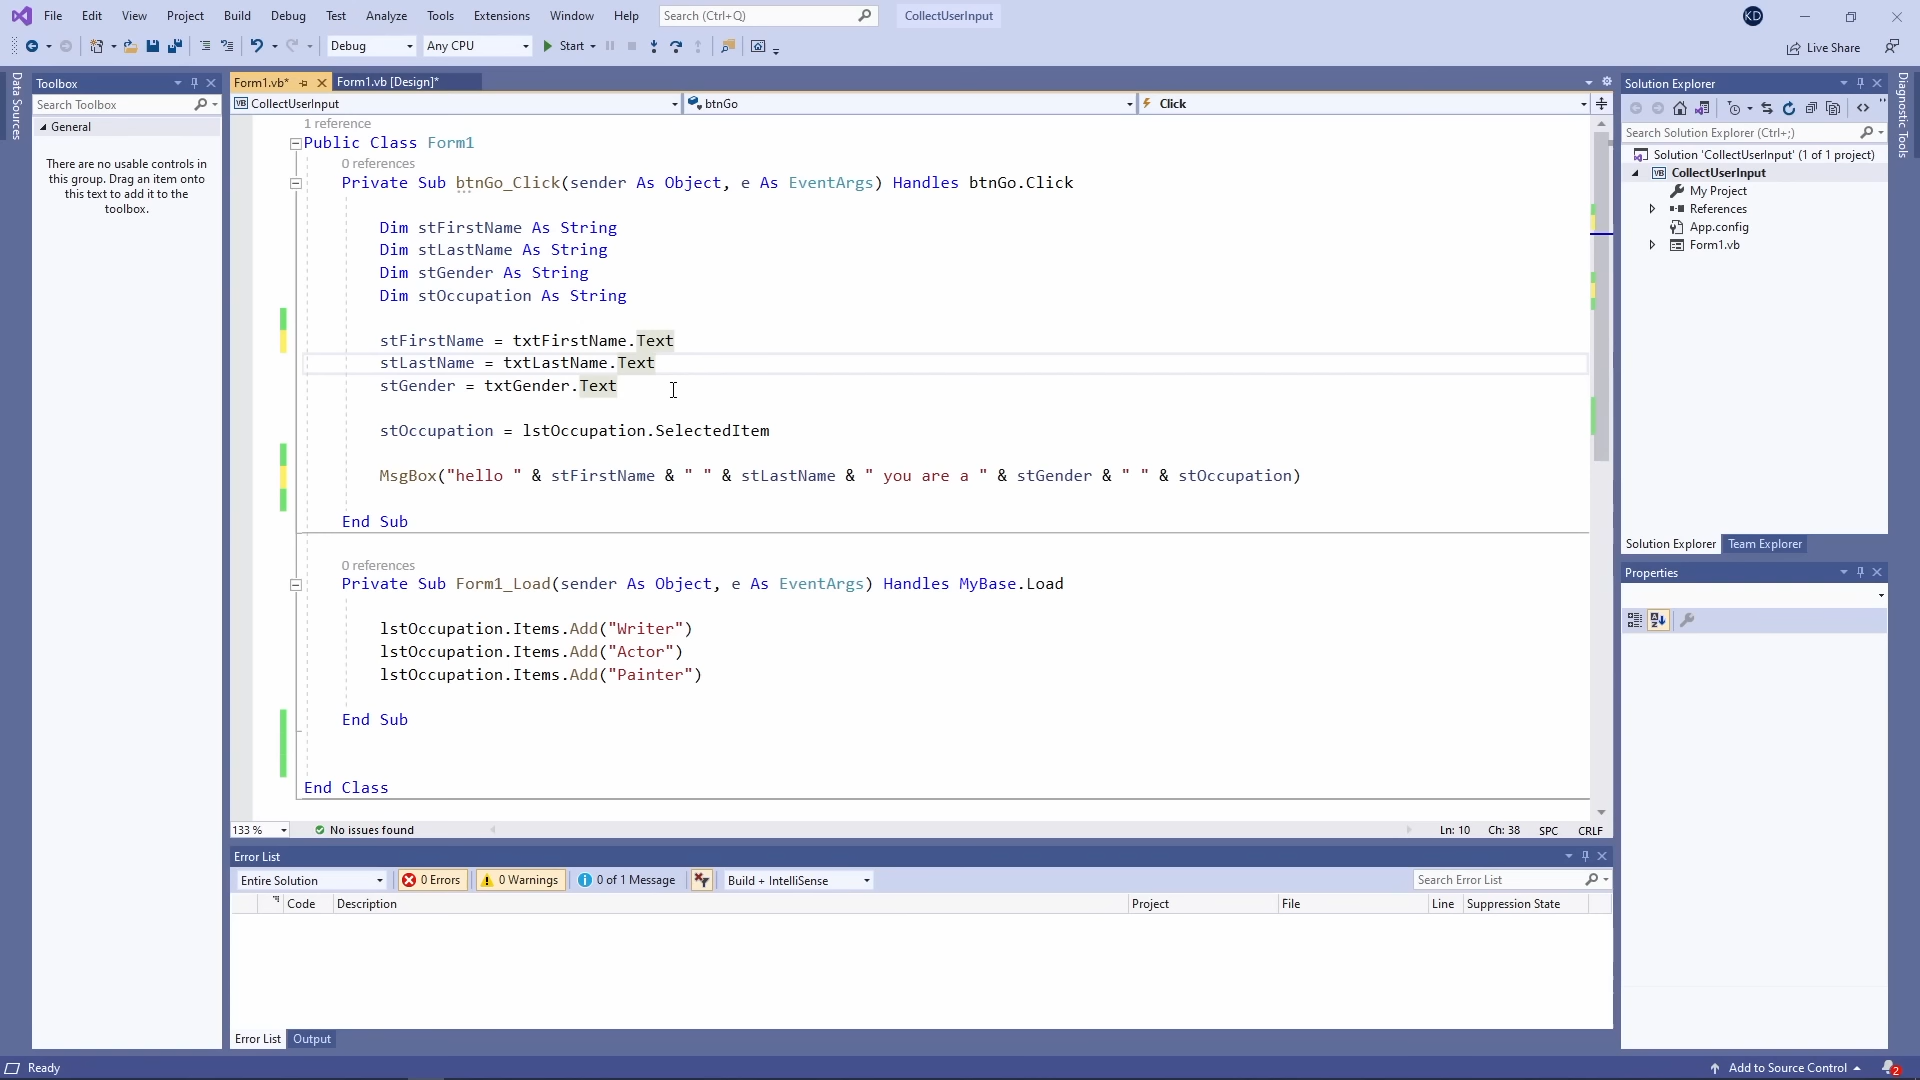 File Edit View Project Build Debug Test Analyze Tools Extensions Window Help Search (Ctrl+Q) CollectUserInput KD
Debug Any CPU Start Live Share
Data Sources
Toolbox
Search Toolbox
General
There are no usable controls in
this group. Drag an item onto
this text to add it to the
toolbox.
Form1.vb* Form1.vb [Design]*
VB CollectUserInput btnGo Click
1 reference
Public Class Form1
0 references
Private Sub btnGo_Click(sender As Object, e As EventArgs) Handles btnGo.Click
Dim stFirstName As String
Dim stLastName As String
Dim stGender As String
Dim stOccupation As String
stFirstName = txtFirstName.Text
stLastName = txtLastName.Text
stGender = txtGender.Text
stOccupation = lstOccupation.SelectedItem
MsgBox("hello " & stFirstName & " " & stLastName & " you are a " & stGender & " " & stOccupation)
End Sub
0 references
Private Sub Form1_Load(sender As Object, e As EventArgs) Handles MyBase.Load
lstOccupation.Items.Add("Writer")
lstOccupation.Items.Add("Actor")
lstOccupation.Items.Add("Painter")
End Sub
End Class
133 % No issues found Ln: 10 Ch: 38 SPC CRLF
Error List
Entire Solution 0 Errors 0 Warnings 0 of 1 Message Build + IntelliSense Search Error List
Code Description Project File Line Suppression State
Error List Output
Solution Explorer
Search Solution Explorer (Ctrl+;)
Solution 'CollectUserInput' (1 of 1 project)
VB CollectUserInput
My Project
References
App.config
Form1.vb
Solution Explorer Team Explorer
Properties
Diagnostic Tools
Ready Add to Source Control 2